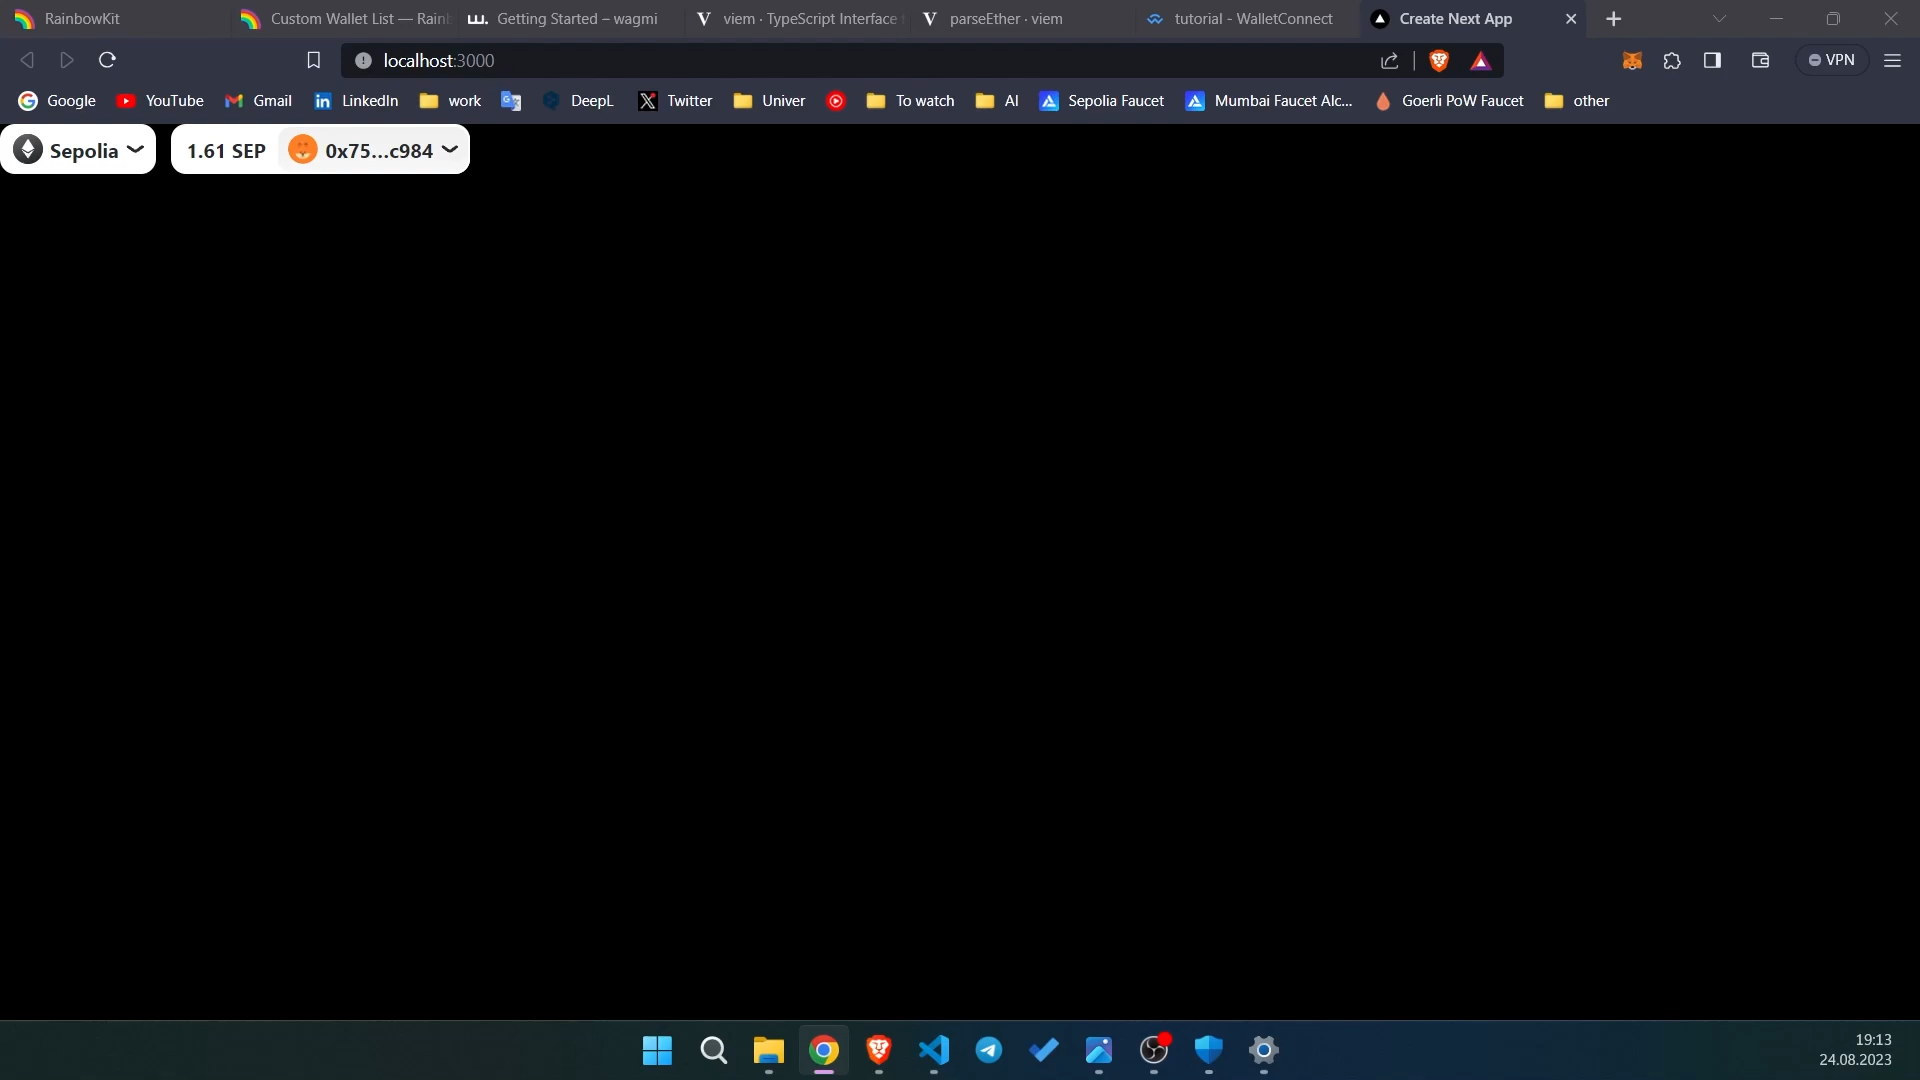 RainbowKit
Custom Wallet List — Rain
Getting Started – wagmi
viem · TypeScript Interface
parseEther · viem
tutorial - WalletConnect
Create Next App
localhost:3000
VPN
Google
YouTube
Gmail
LinkedIn
work
DeepL
Twitter
Univer
To watch
AI
Sepolia Faucet
Mumbai Faucet Alc...
Goerli PoW Faucet
other
Sepolia
1.61 SEP
0x75...c984
19:13
24.08.2023